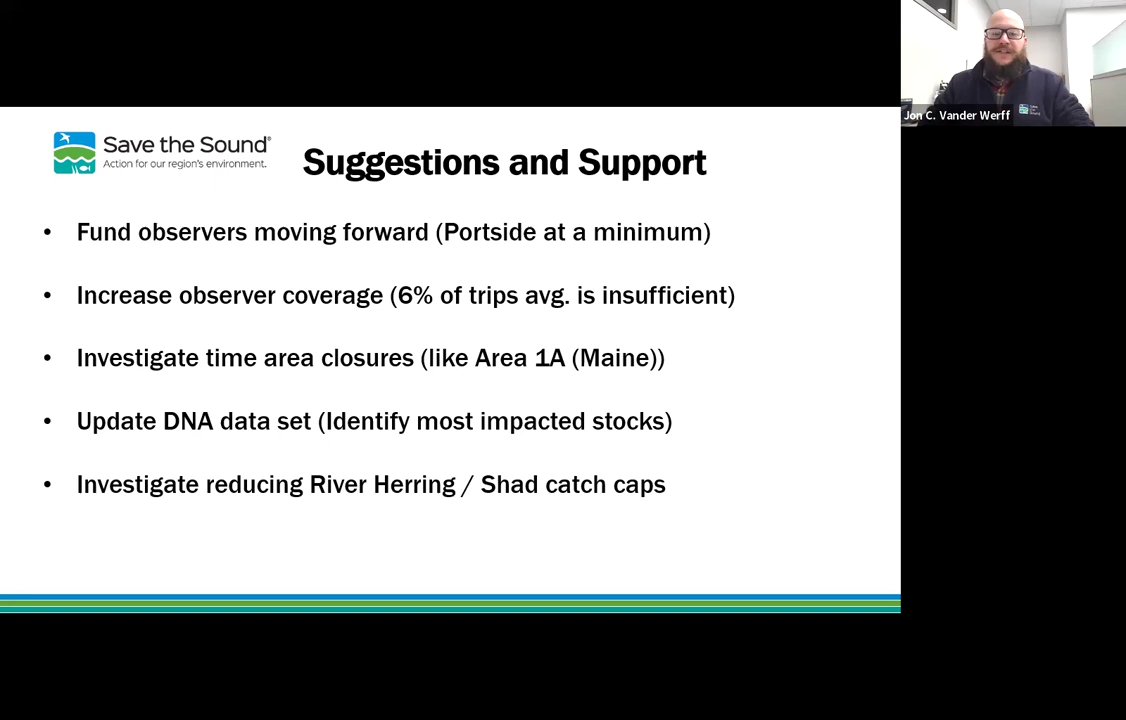 Save the Sound®
Action for our region's environment.
Suggestions and Support
• Fund observers moving forward (Portside at a minimum)
• Increase observer coverage (6% of trips avg. is insufficient)
• Investigate time area closures (like Area 1A (Maine))
• Update DNA data set (Identify most impacted stocks)
• Investigate reducing River Herring / Shad catch caps
Jon C. Vander Werff